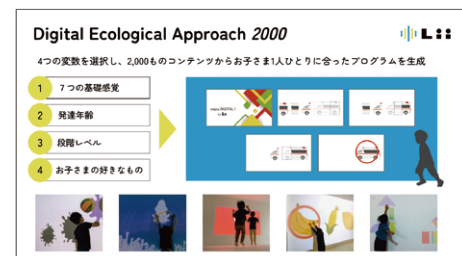 Digital Ecological Approach 2000
Lii
4つの変数を選択し、2,000ものコンテンツからお子さま1人ひとりに合ったプログラムを生成
1 7つの基礎感覚
2 発達年齢
3 段階レベル
4 お子さまの好きなもの
enjoy DIGITAL!